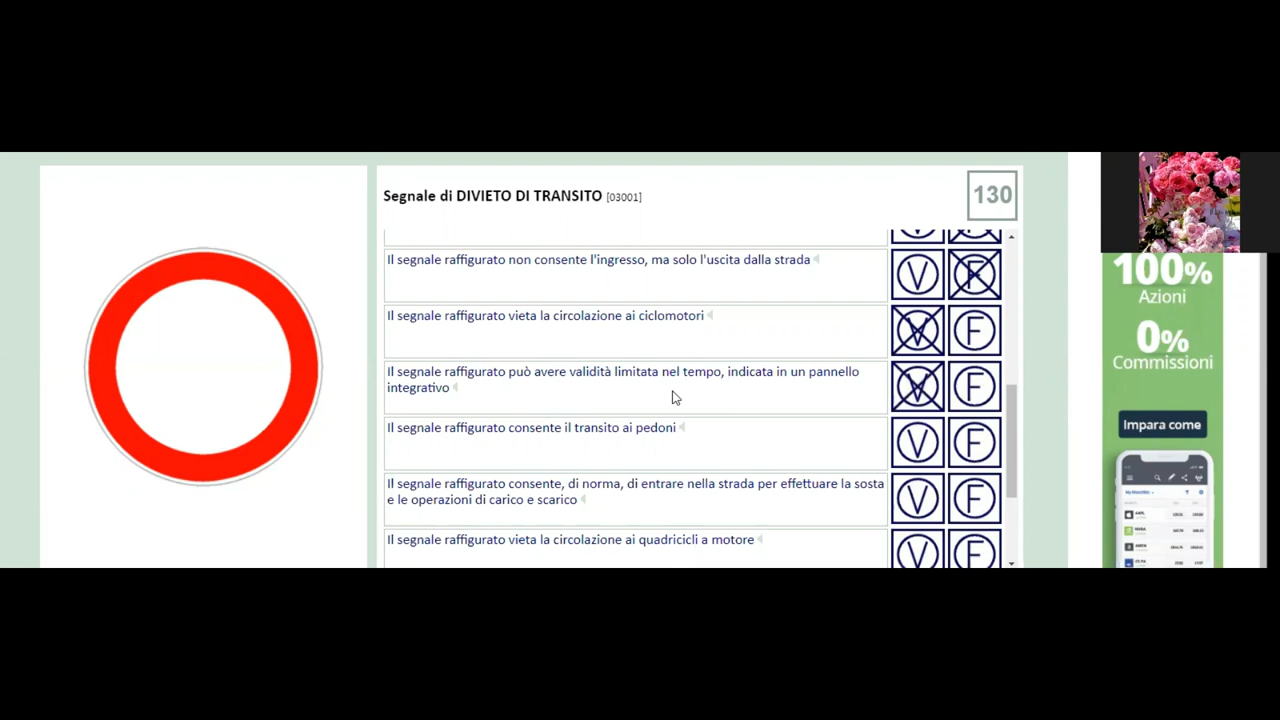 Segnale di DIVIETO DI TRANSITO [03001]
130
Il segnale raffigurato non consente l'ingresso, ma solo l'uscita dalla strada
V F
Il segnale raffigurato vieta la circolazione ai ciclomotori
V F
Il segnale raffigurato può avere validità limitata nel tempo, indicata in un pannello
integrativo
V F
Il segnale raffigurato consente il transito ai pedoni
V F
Il segnale raffigurato consente, di norma, di entrare nella strada per effettuare la sosta
e le operazioni di carico e scarico
V F
Il segnale raffigurato vieta la circolazione ai quadricicli a motore
V F
100%
Azioni
0%
Commissioni
Impara come